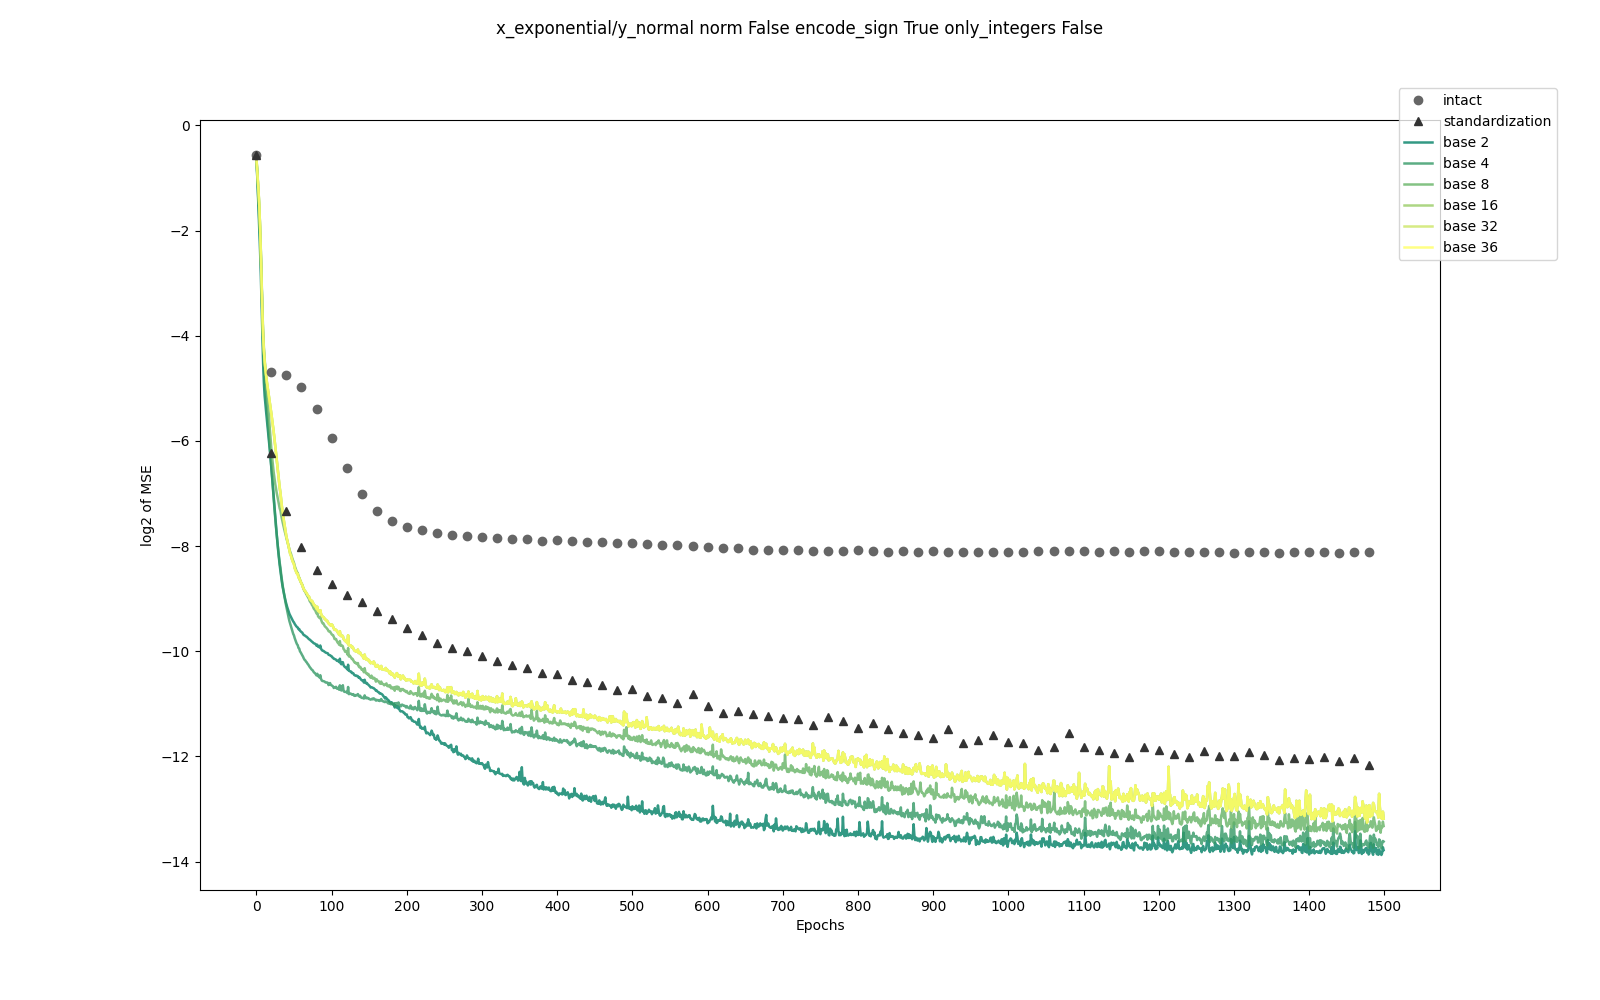 x_exponential/y_normal norm False encode_sign True only_integers False
intact
standardization
base 2
base 4
base 8
base 16
base 32
base 36
0
−2
−4
−6
−8
−10
−12
−14
log2 of MSE
0 100 200 300 400 500 600 700 800 900 1000 1100 1200 1300 1400 1500
Epochs